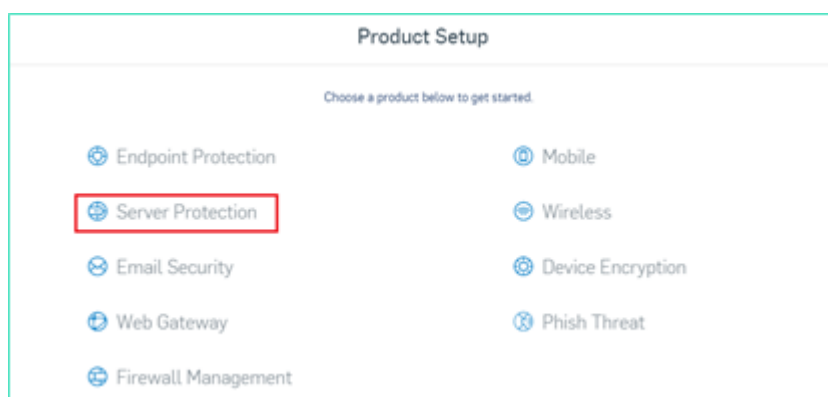 Product Setup
Choose a product below to get started.
Endpoint Protection
Mobile
Server Protection
Wireless
Email Security
Device Encryption
Web Gateway
Phish Threat
Firewall Management